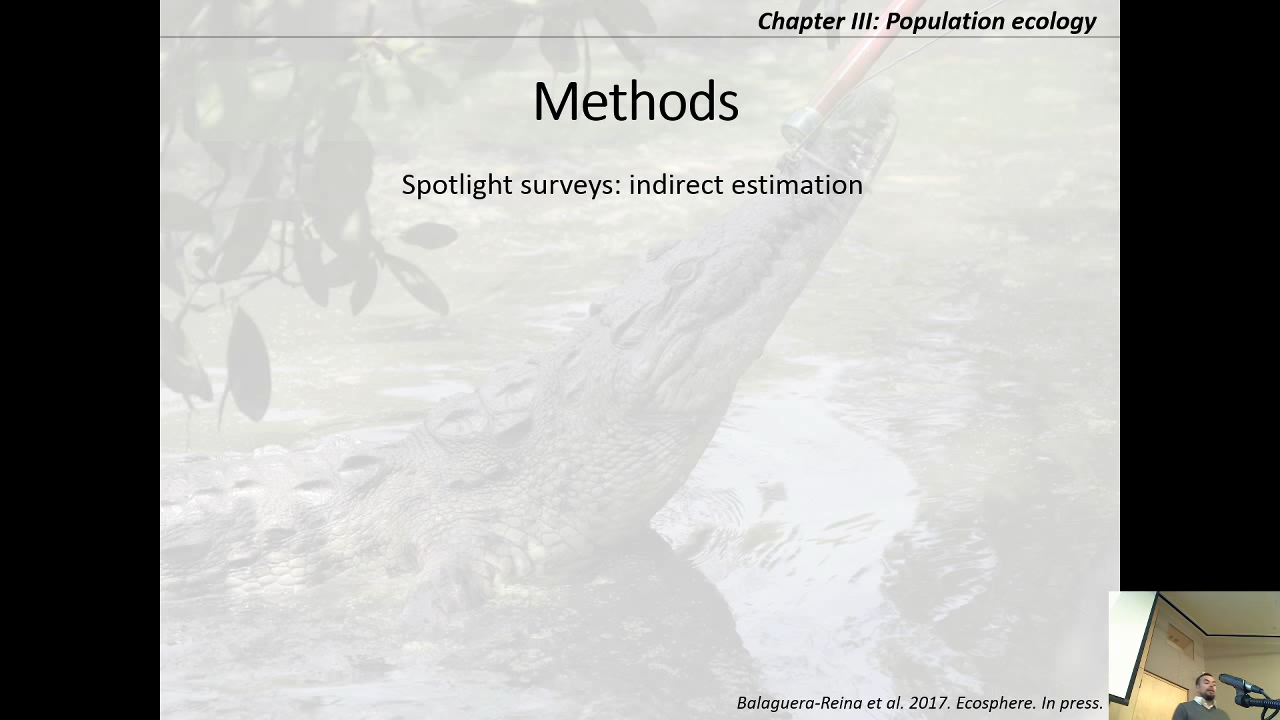 Chapter III: Population ecology
Methods
Spotlight surveys: indirect estimation
Balaguera-Reina et al. 2017. Ecosphere. In press.